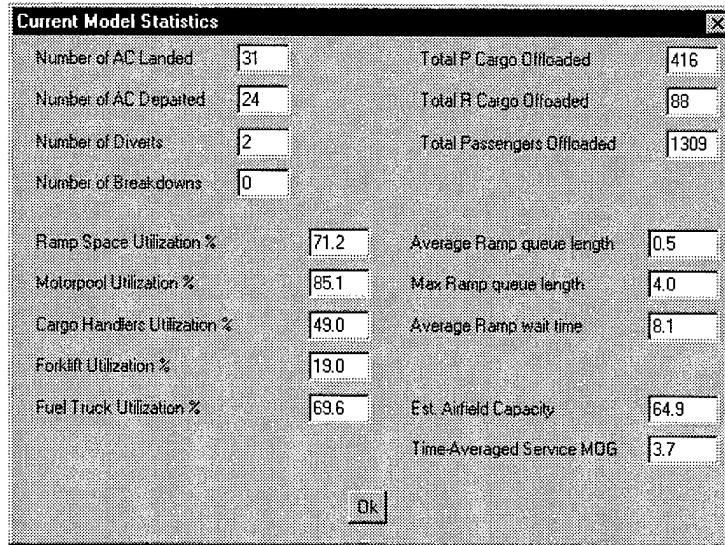 Current Model Statistics
Number of AC Landed 31 Total P Cargo Offloaded 416
Number of AC Departed 24 Total R Cargo Offoaded 88
Number of Diverts 2 Total Passengers Offloaded 1309
Number of Breakdowns 0
Ramp Space Utilization % 71.2 Average Ramp queue length 0.5
Motorpool Utilization % 85.1 Max Ramp queue length 4.0
Cargo Handlers Utilization % 49.0 Average Ramp wait time 8.1
Forklift Utilization % 19.0
Fuel Truck Utilization % 69.6 Est. Airfield Capacity 64.9
Time-Averaged Service MOG 3.7
Ok